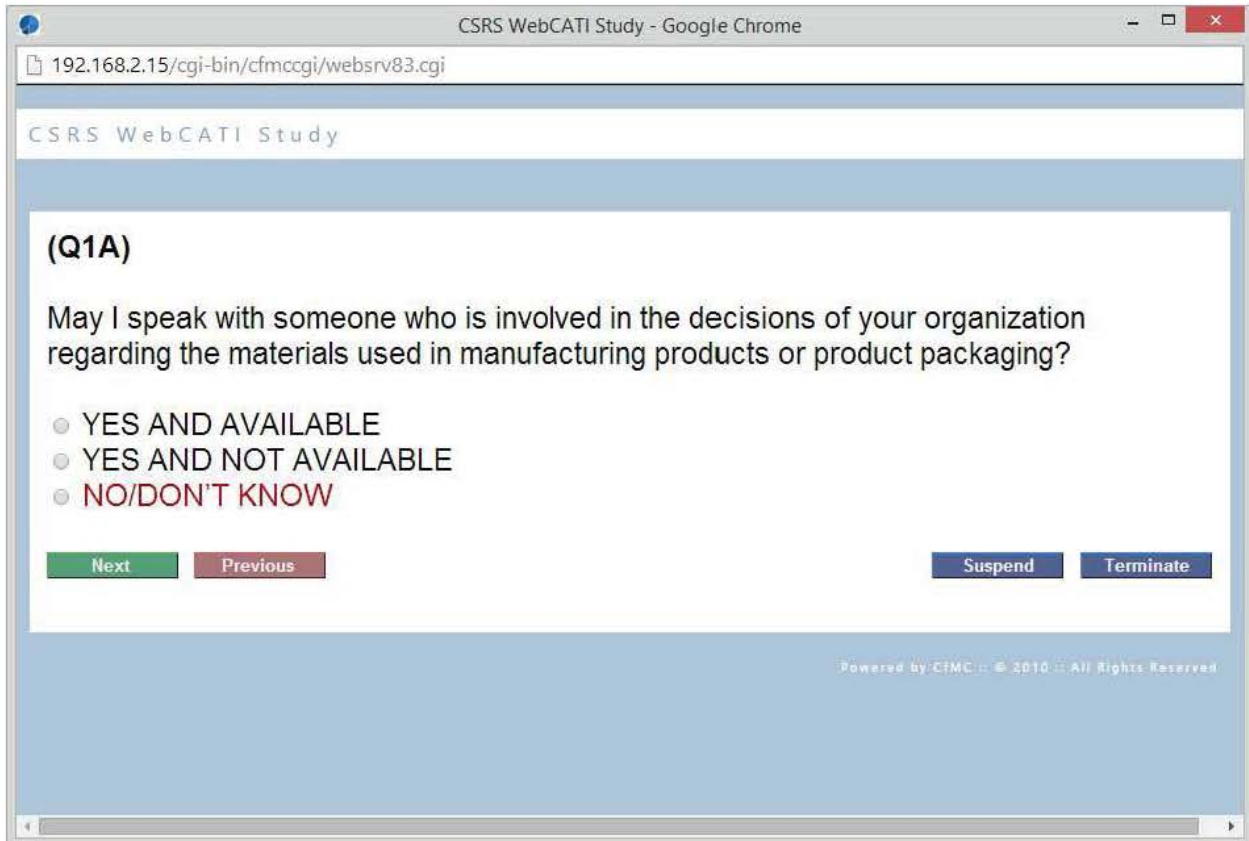 CSRS WebCATI Study - Google Chrome
192.168.2.15/cgi-bin/cfmccgi/websrv83.cgi
CSRS WebCATI Study
(Q1A)
May I speak with someone who is involved in the decisions of your organization
regarding the materials used in manufacturing products or product packaging?
YES AND AVAILABLE
YES AND NOT AVAILABLE
NO/DON'T KNOW
Next Previous Suspend Terminate
Powered by CfMC :: © 2010 :: All Rights Reserved